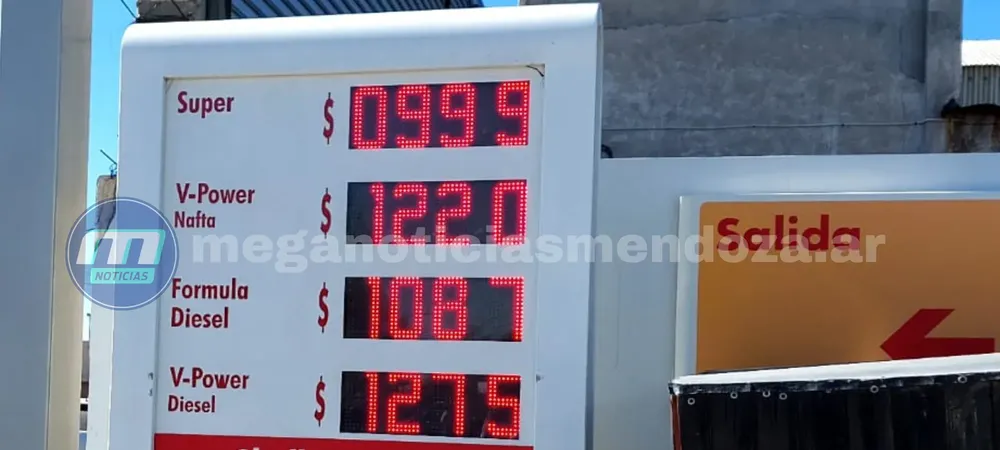 Super $ 0999
V-Power
Nafta $ 1220
M
NOTICIAS
meganoticiasmendoza.ar
Salida
Formula
Diesel $ 1087
V-Power
Diesel $ 1275